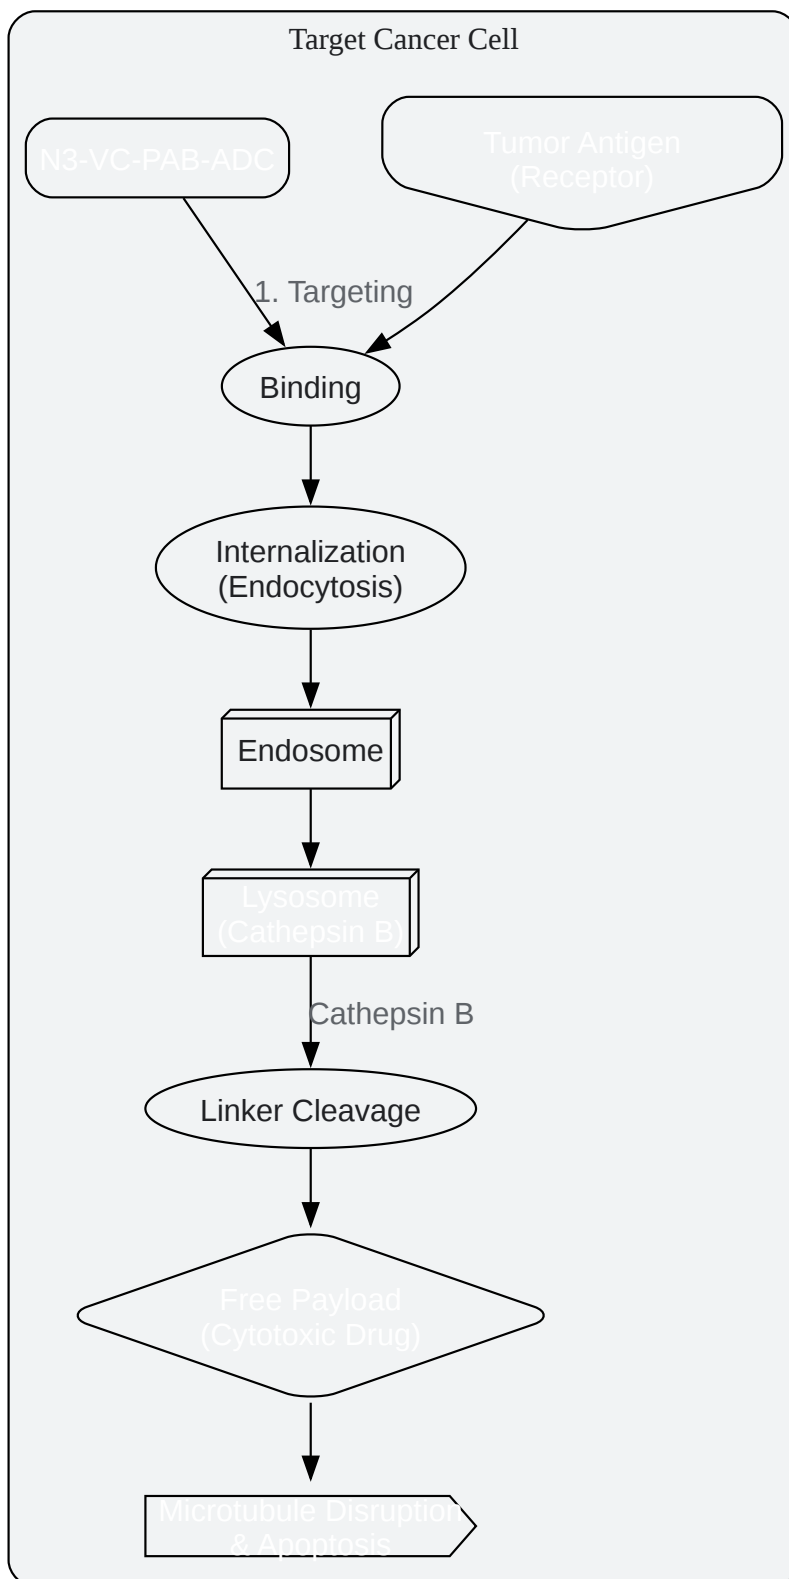 Target Cancer Cell
N3-VC-PAB-ADC
Tumor Antigen
(Receptor)
1. Targeting
Binding
Internalization
(Endocytosis)
Endosome
Lysosome
(Cathepsin B)
Cathepsin B
Linker Cleavage
Free Payload
(Cytotoxic Drug)
Microtubule Disruption
& Apoptosis